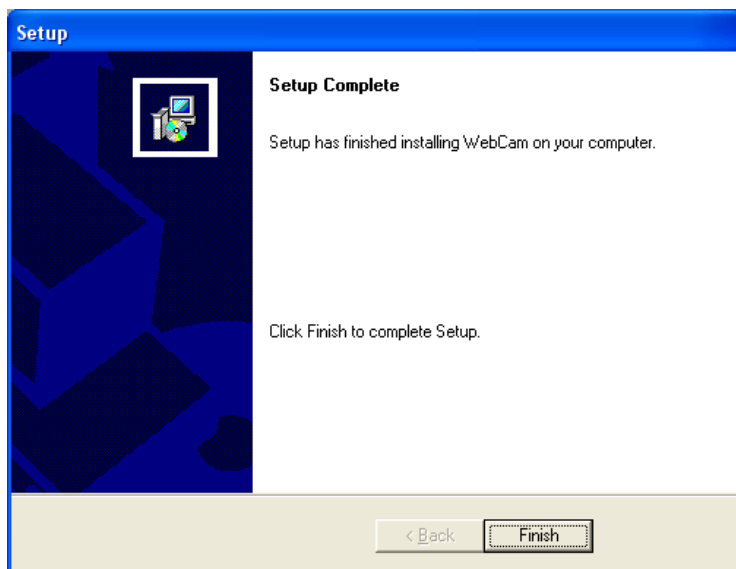 Setup
Setup Complete
Setup has finished installing WebCam on your computer.
Click Finish to complete Setup.
< Back
Finish